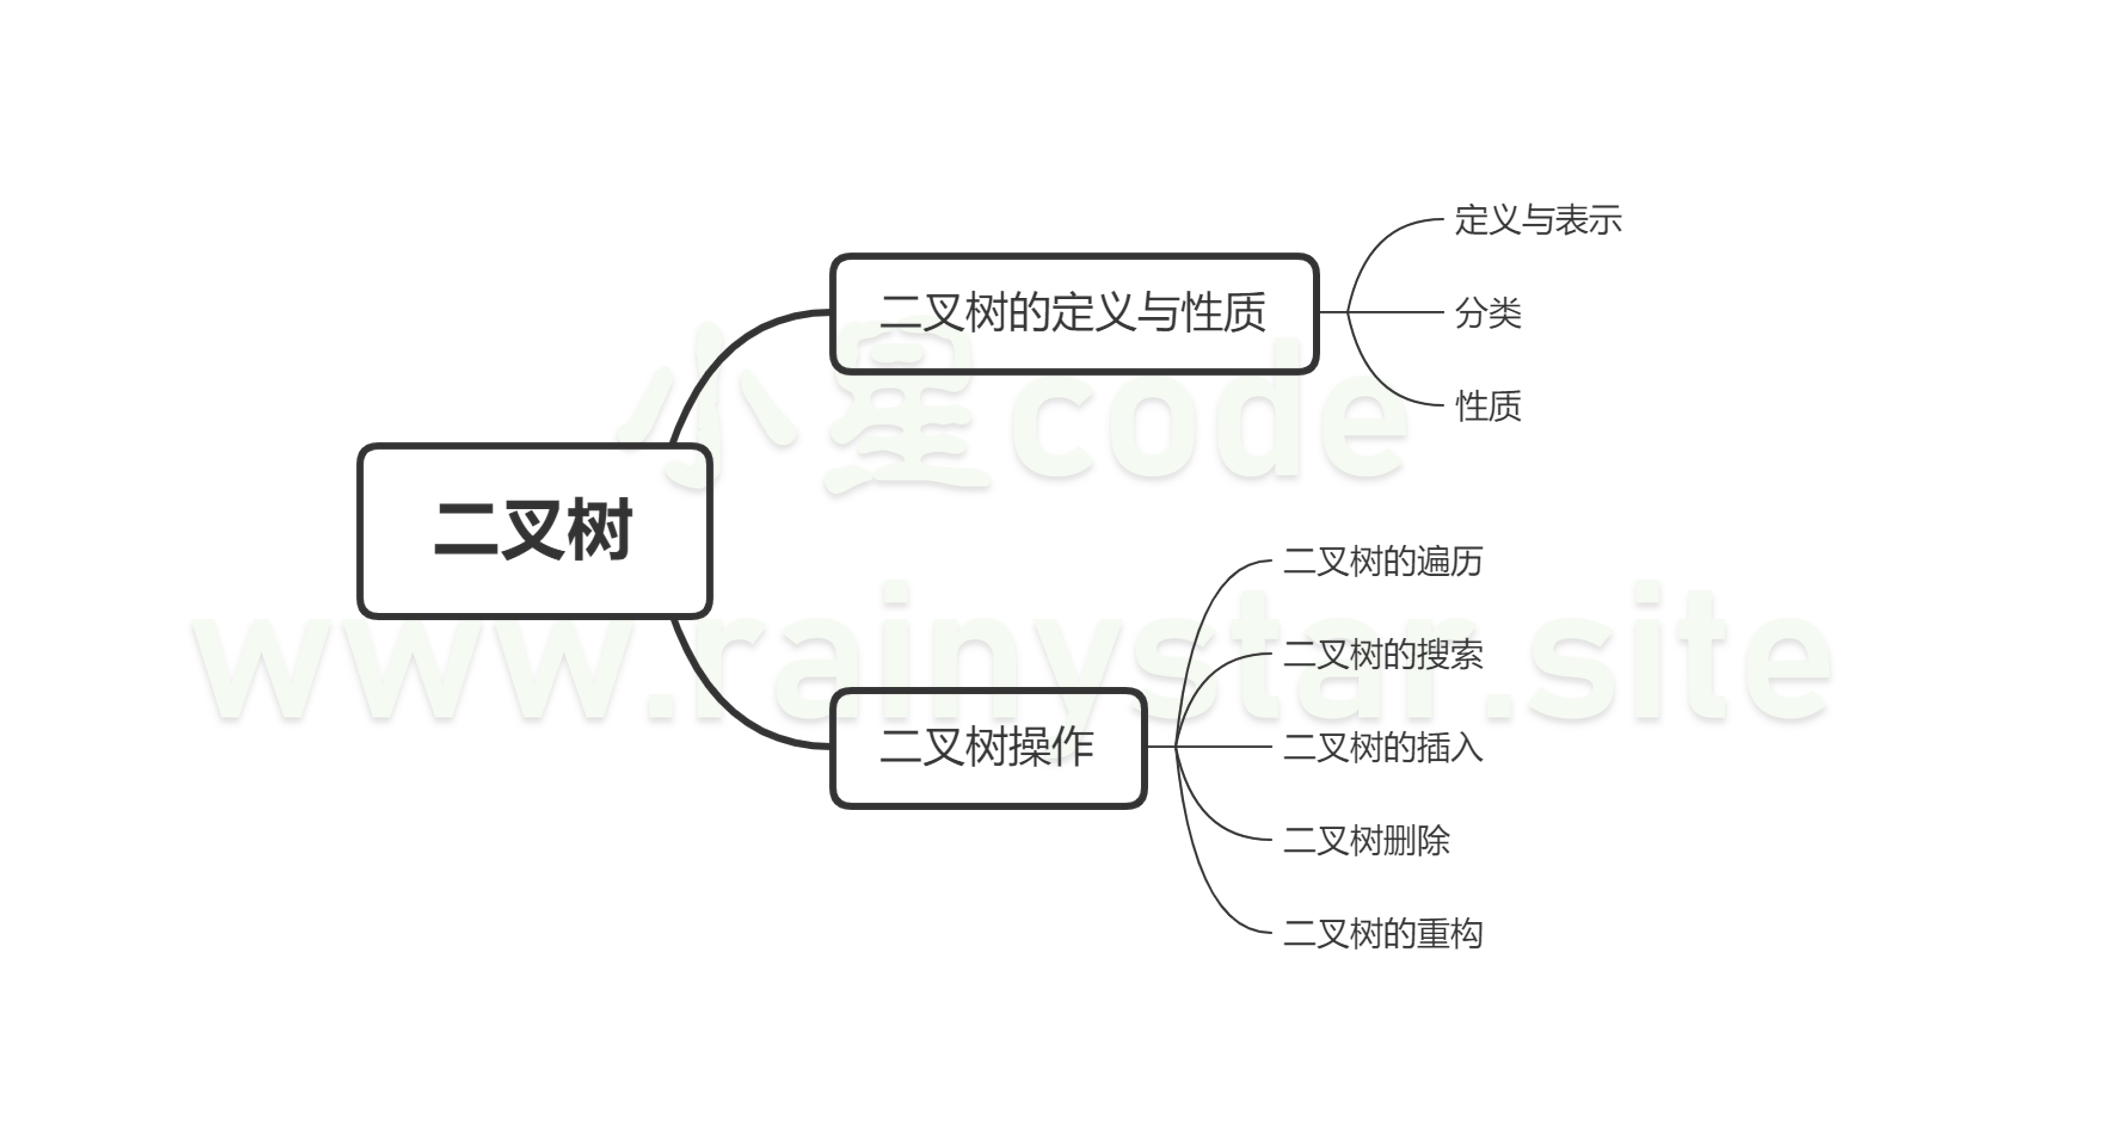 二叉树
二叉树的定义与性质
定义与表示
分类
性质
二叉树操作
二叉树的遍历
二叉树的搜索
二叉树的插入
二叉树删除
二叉树的重构
小星code
www.rainystar.site